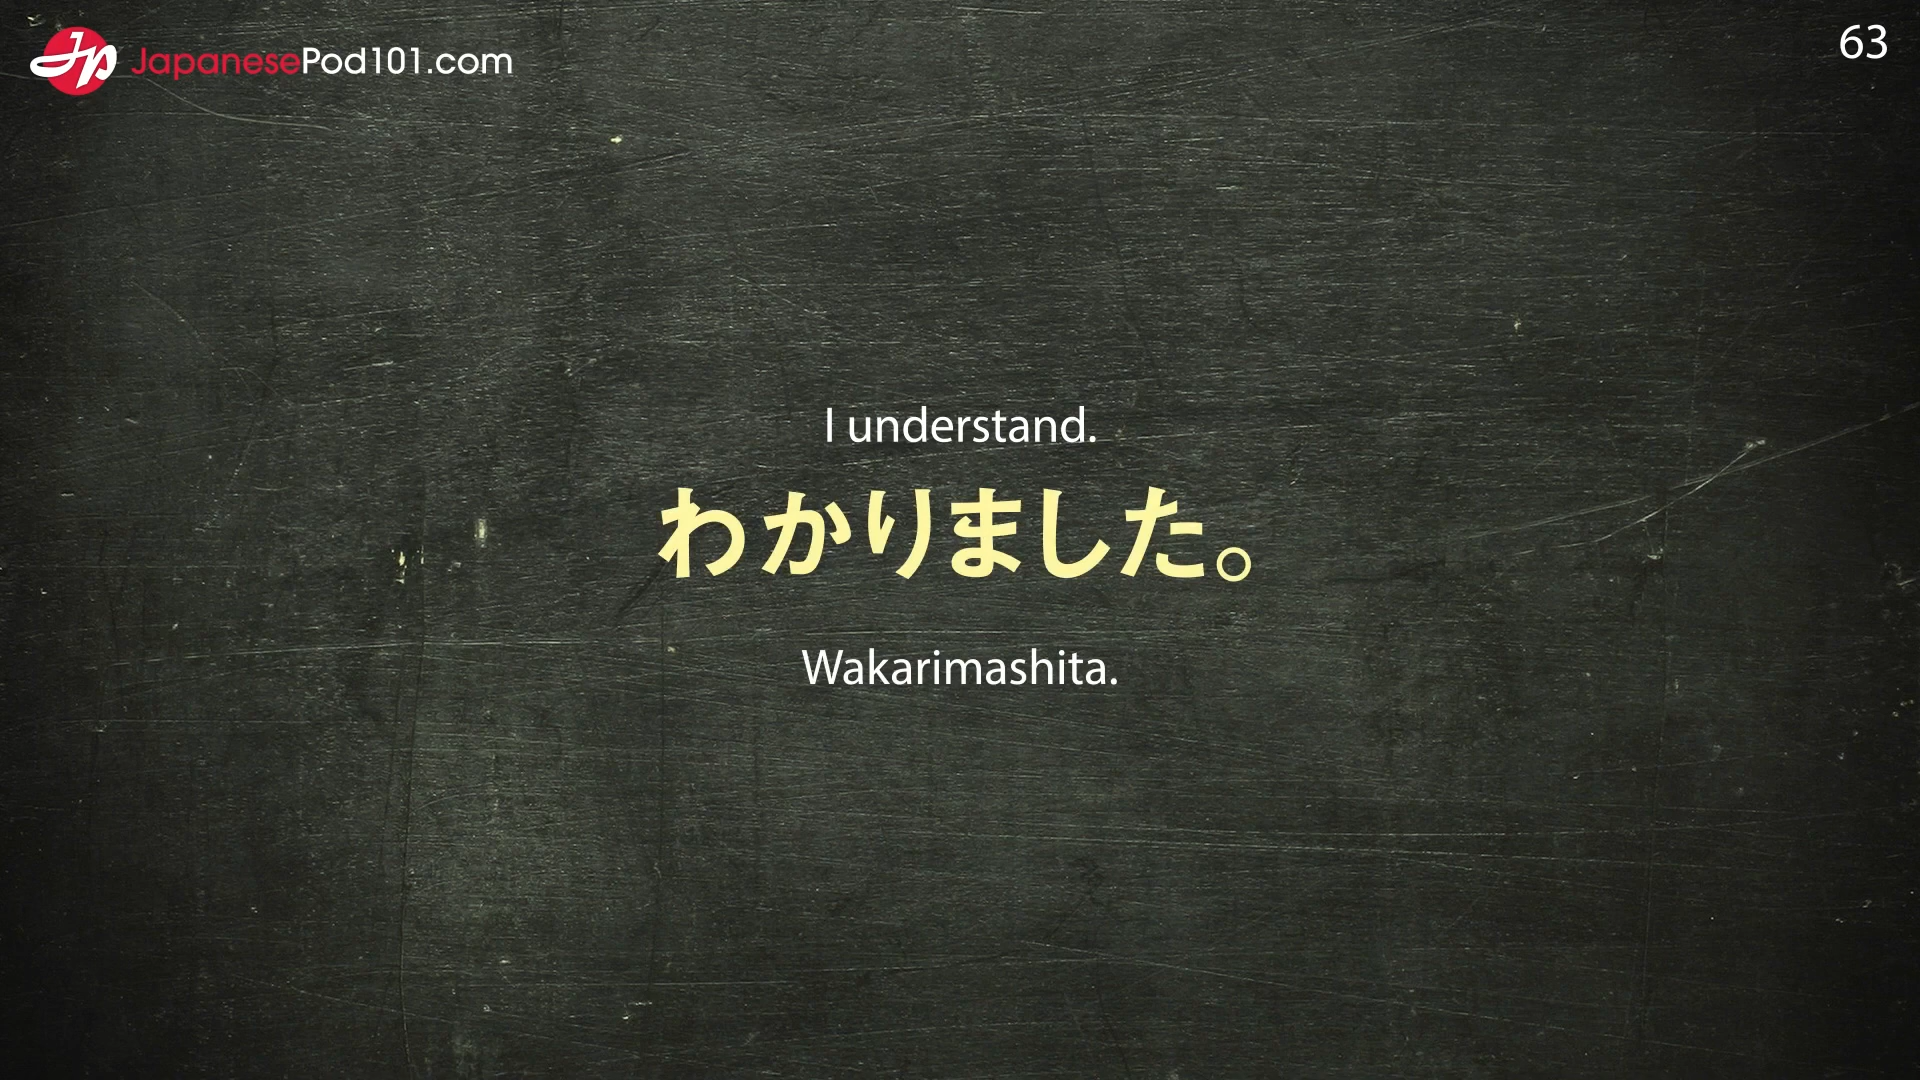 JapanesePod101.com
63
I understand.
わかりました。
Wakarimashita.